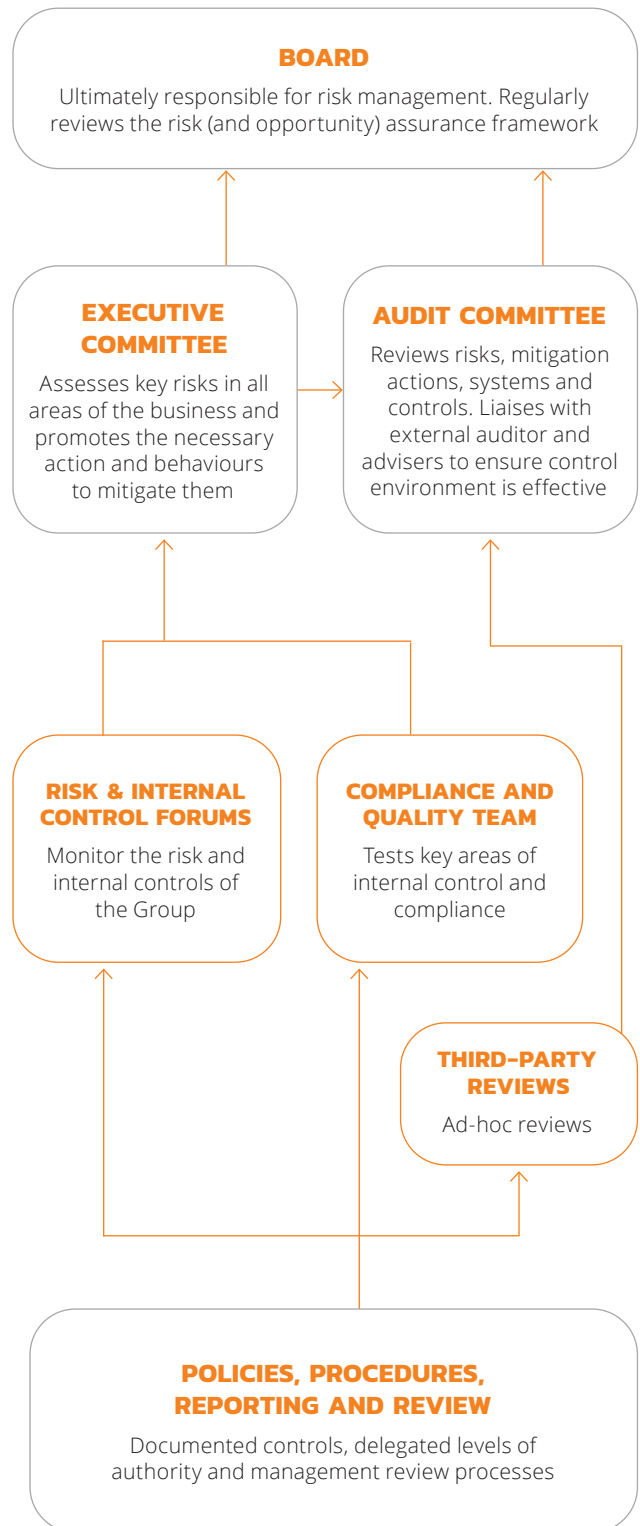 BOARD
Ultimately responsible for risk management. Regularly
reviews the risk (and opportunity) assurance framework
EXECUTIVE
COMMITTEE
Assesses key risks in all
areas of the business and
promotes the necessary
action and behaviours
to mitigate them
AUDIT COMMITTEE
Reviews risks, mitigation
actions, systems and
controls. Liaises with
external auditor and
advisers to ensure control
environment is effective
RISK & INTERNAL
CONTROL FORUMS
Monitor the risk and
internal controls of
the Group
COMPLIANCE AND
QUALITY TEAM
Tests key areas of
internal control and
compliance
THIRD-PARTY
REVIEWS
Ad-hoc reviews
POLICIES, PROCEDURES,
REPORTING AND REVIEW
Documented controls, delegated levels of
authority and management review processes